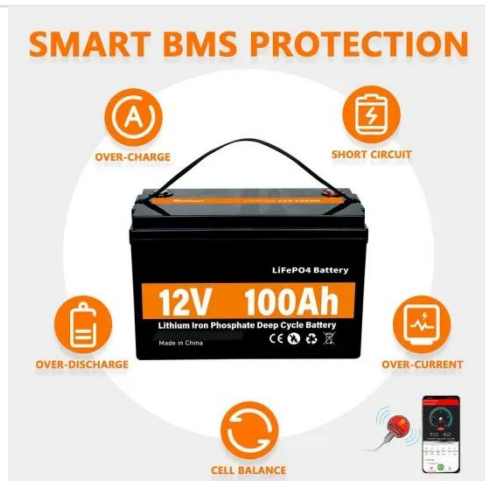 SMART BMS PROTECTION
OVER-CHARGE
SHORT CIRCUIT
LiFePO4 Battery
12V 100Ah
Lithium Iron Phosphate Deep Cycle Battery
Made in China
CE
OVER-DISCHARGE
OVER-CURRENT
CELL BALANCE